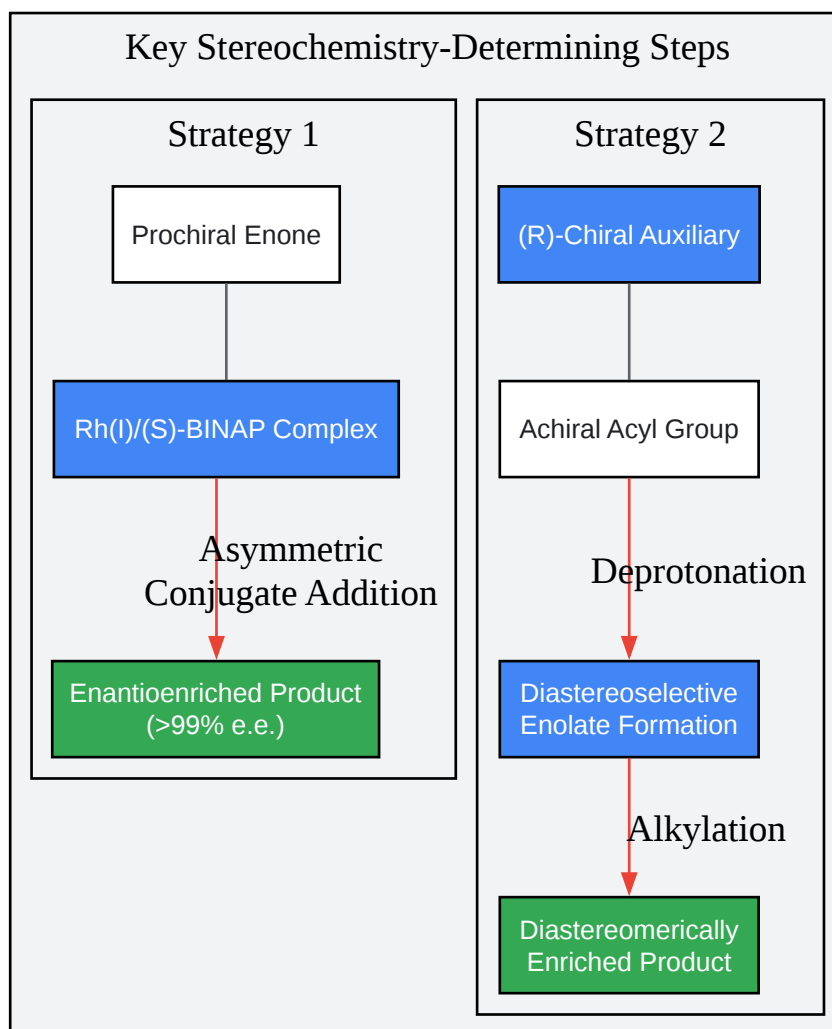 Key Stereochemistry-Determining Steps
Strategy 1
Prochiral Enone
Rh(I)/(S)-BINAP Complex
Asymmetric
Conjugate Addition
Enantioenriched Product
(>99% e.e.)
Strategy 2
(R)-Chiral Auxiliary
Achiral Acyl Group
Deprotonation
Diastereoselective
Enolate Formation
Alkylation
Diastereomerically
Enriched Product